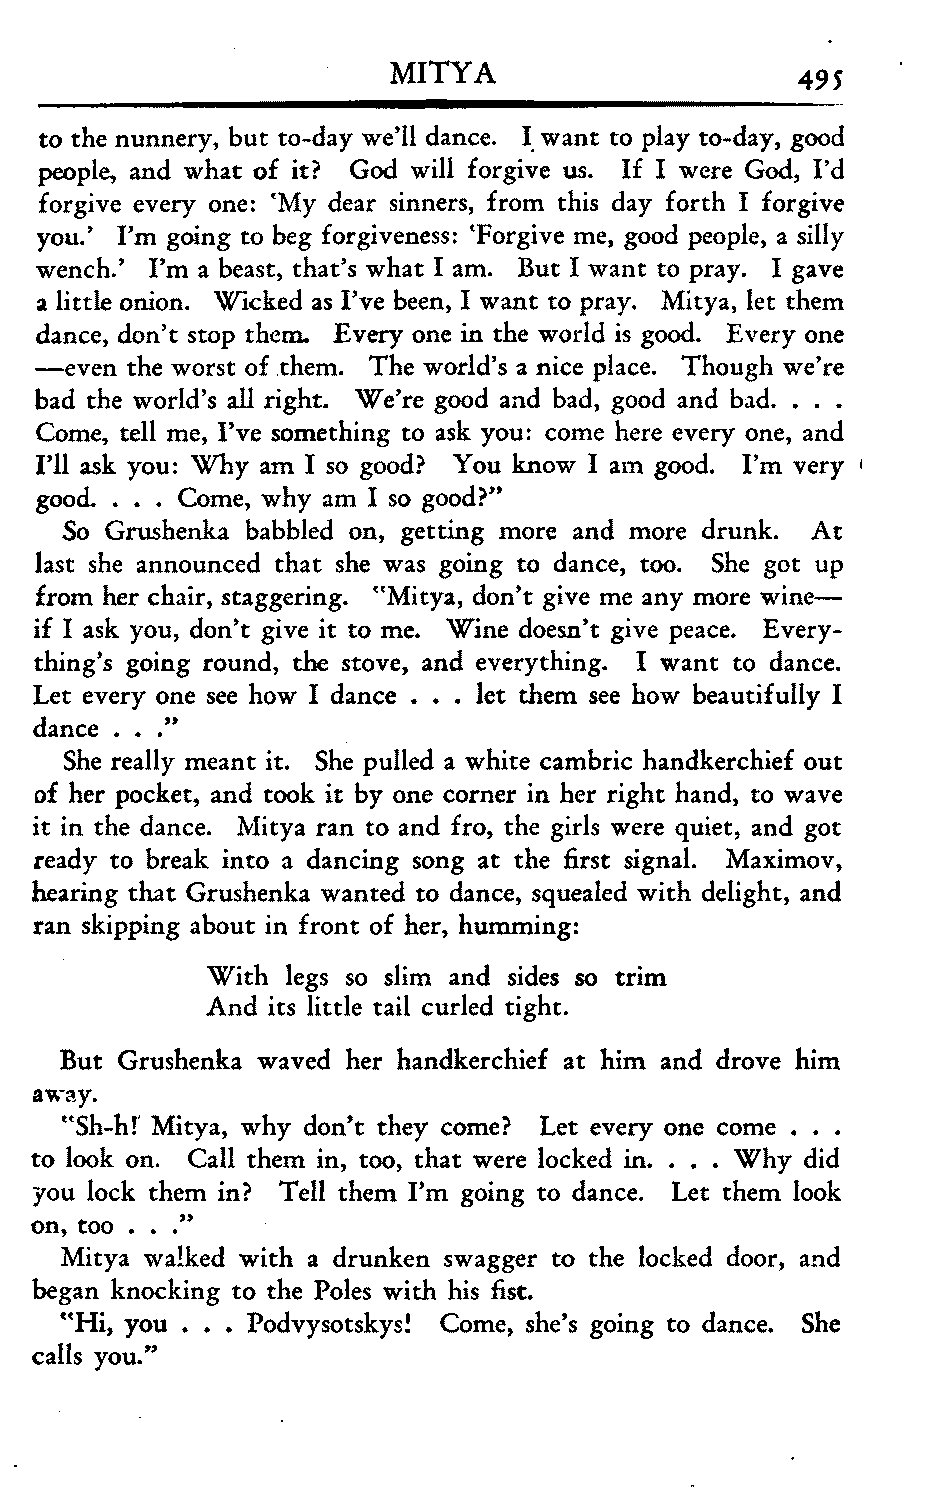 MITYA 495
to the nunnery, but to-day we'll dance. I want to play to-day, good
people, and what of it? God will forgive us. If I were God, I'd
forgive every one: 'My dear sinners, from this day forth I forgive
you.' I'm going to beg forgiveness: 'Forgive me, good people, a silly
wench.' I'm a beast, that's what I am. But I want to pray. I gave
a little onion. Wicked as I've been, I want to pray. Mitya, let them
dance, don't stop them. Every one in the world is good. Every one
—even the worst of them. The world's a nice place. Though we're
bad the world's all right. We're good and bad, good and bad. . . .
Come, tell me, I've something to ask you: come here every one, and
I'll ask you: Why am I so good? You know I am good. I'm very
good. . . . Come, why am I so good?"
So Grushenka babbled on, getting more and more drunk. At
last she announced that she was going to dance, too. She got up
from her chair, staggering. "Mitya, don't give me any more wine—
if I ask you, don't give it to me. Wine doesn't give peace. Every-
thing's going round, the stove, and everything. I want to dance.
Let every one see how I dance . . . let them see how beautifully I
dance . . ."
She really meant it. She pulled a white cambric handkerchief out
of her pocket, and took it by one corner in her right hand, to wave
it in the dance. Mitya ran to and fro, the girls were quiet, and got
ready to break into a dancing song at the first signal. Maximov,
hearing that Grushenka wanted to dance, squealed with delight, and
ran skipping about in front of her, humming:
With legs so slim and sides so trim
And its little tail curled tight.
But Grushenka waved her handkerchief at him and drove him
away.
"Sh-h! Mitya, why don't they come? Let every one come . . .
to look on. Call them in, too, that were locked in. . . . Why did
you lock them in? Tell them I'm going to dance. Let them look
on, too . . ."
Mitya walked with a drunken swagger to the locked door, and
began knocking to the Poles with his fist.
"Hi, you . . . Podvysotskys! Come, she's going to dance. She
calls you."